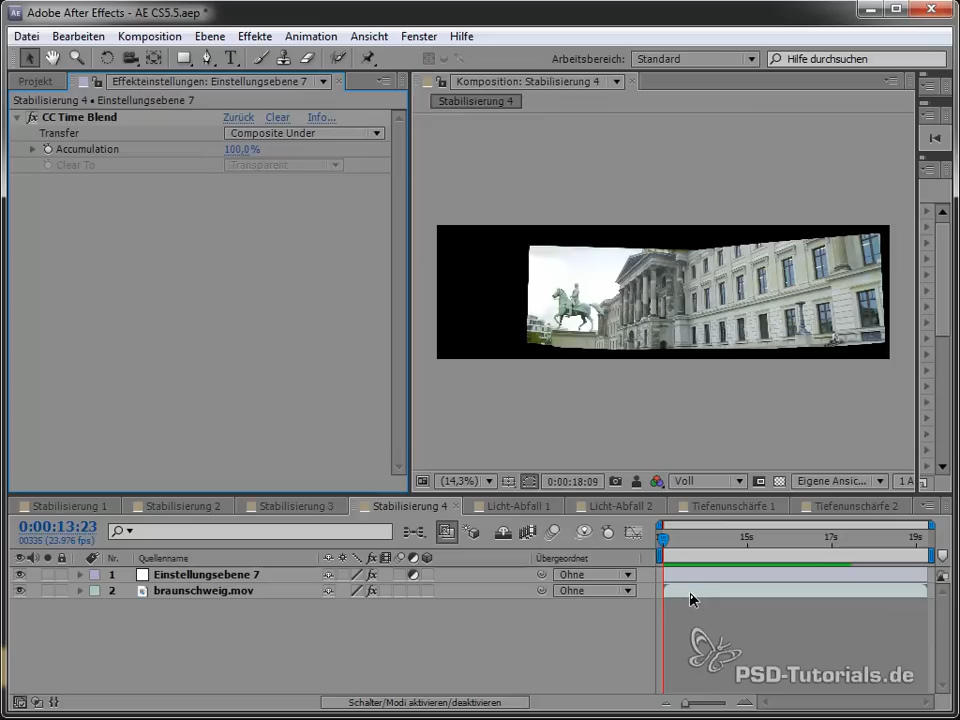 Adobe After Effects - AE CS5.5.aep *
Datei Bearbeiten Komposition Ebene Effekte Animation Ansicht Fenster Hilfe
Arbeitsbereich: Standard Hilfe durchsuchen
Projekt Effekteinstellungen: Einstellungsebene 7 Komposition: Stabilisierung 4
Stabilisierung 4 • Einstellungsebene 7 Stabilisierung 4
fx CC Time Blend Zurück Clear Info...
Transfer Composite Under
Accumulation 100,0%
Clear To Transparent
(14,3%) 0:00:18:09 Voll Eigene Ansic... 1 A
Stabilisierung 1 Stabilisierung 2 Stabilisierung 3 Stabilisierung 4 Licht-Abfall 1 Licht-Abfall 2 Tiefenunschärfe 1 Tiefenunschärfe 2
0:00:13:23
00335 (23.976 fps)
15s 17s 19s
Nr. Quellenname fx Übergeordnet
1 Einstellungsebene 7 fx Ohne
2 braunschweig.mov fx Ohne
PSD-Tutorials.de
Schalter/Modi aktivieren/deaktivieren